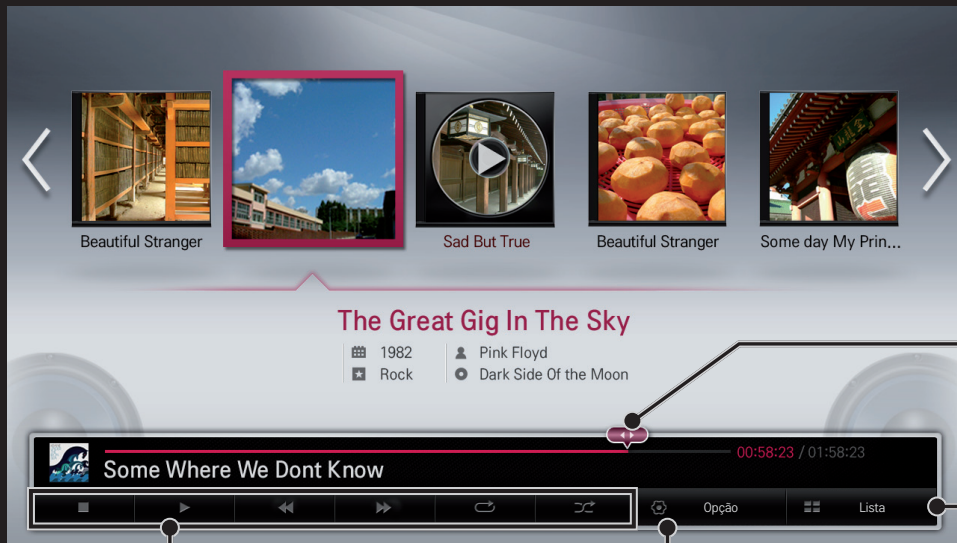 Beautiful Stranger
Sad But True
Beautiful Stranger
Some day My Prin...
The Great Gig In The Sky
1982
Pink Floyd
Rock
Dark Side Of the Moon
00:58:23 / 01:58:23
Some Where We Dont Know
Opção
Lista